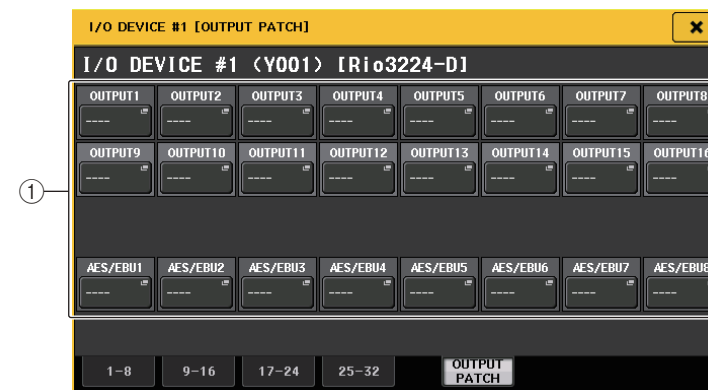 I/O DEVICE #1 [OUTPUT PATCH]
I/O DEVICE #1 (Y001) [Rio3224-D]
OUTPUT1 OUTPUT2 OUTPUT3 OUTPUT4 OUTPUT5 OUTPUT6 OUTPUT7 OUTPUT8
---- ---- ---- ---- ---- ---- ---- ----
OUTPUT9 OUTPUT10 OUTPUT11 OUTPUT12 OUTPUT13 OUTPUT14 OUTPUT15 OUTPUT16
---- ---- ---- ---- ---- ---- ---- ----
①
AES/EBU1 AES/EBU2 AES/EBU3 AES/EBU4 AES/EBU5 AES/EBU6 AES/EBU7 AES/EBU8
---- ---- ---- ---- ---- ---- ---- ----
1-8 9-16 17-24 25-32 OUTPUT
PATCH